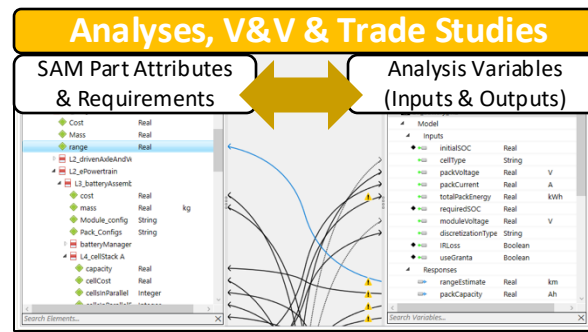 Analyses, V&V & Trade Studies
SAM Part Attributes
& Requirements
Analysis Variables
(Inputs & Outputs)
Cost Real
Mass Real
range Real
L2_drivenAxleAndW
L2_ePowertrain
L3_batteryAssemb
cost Real
mass Real kg
Module_config String
Pack_Configs String
batteryManager
L4_cellStack A
capacity Real
cellCost Real
cellsinParallel Integer
Search Elements...
Model
Inputs
initialSOC Real
cellType String
packVoltage Real V
packCurrent Real A
totalPackEnergy Real kWh
requiredSOC Real
moduleVoltage Real V
discretizationType String
IRLoss Boolean
useGranta Boolean
Responses
rangeEstimate Real km
packCapacity Real Ah
Search Variables...